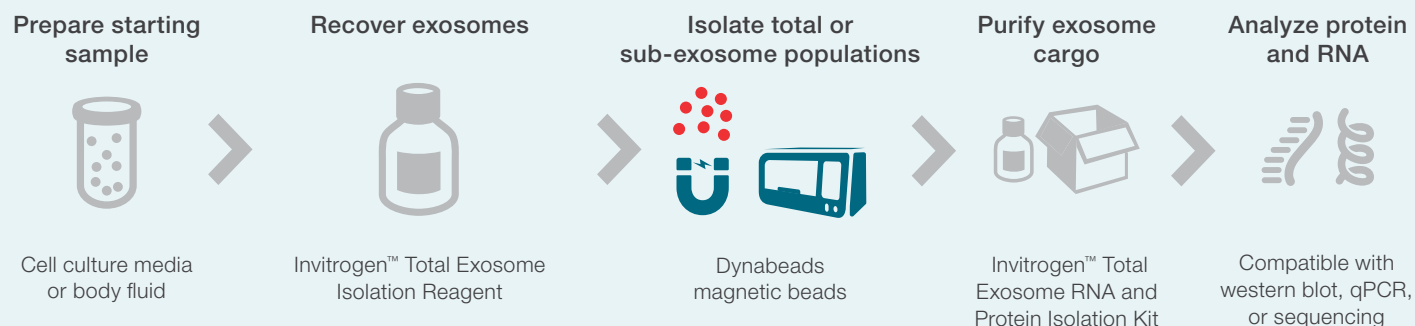 Prepare starting
sample
Recover exosomes
Isolate total or
sub-exosome populations
Purify exosome
cargo
Analyze protein
and RNA
Cell culture media
or body fluid
Invitrogen™ Total Exosome
Isolation Reagent
Dynabeads
magnetic beads
Invitrogen™ Total
Exosome RNA and
Protein Isolation Kit
Compatible with
western blot, qPCR,
or sequencing